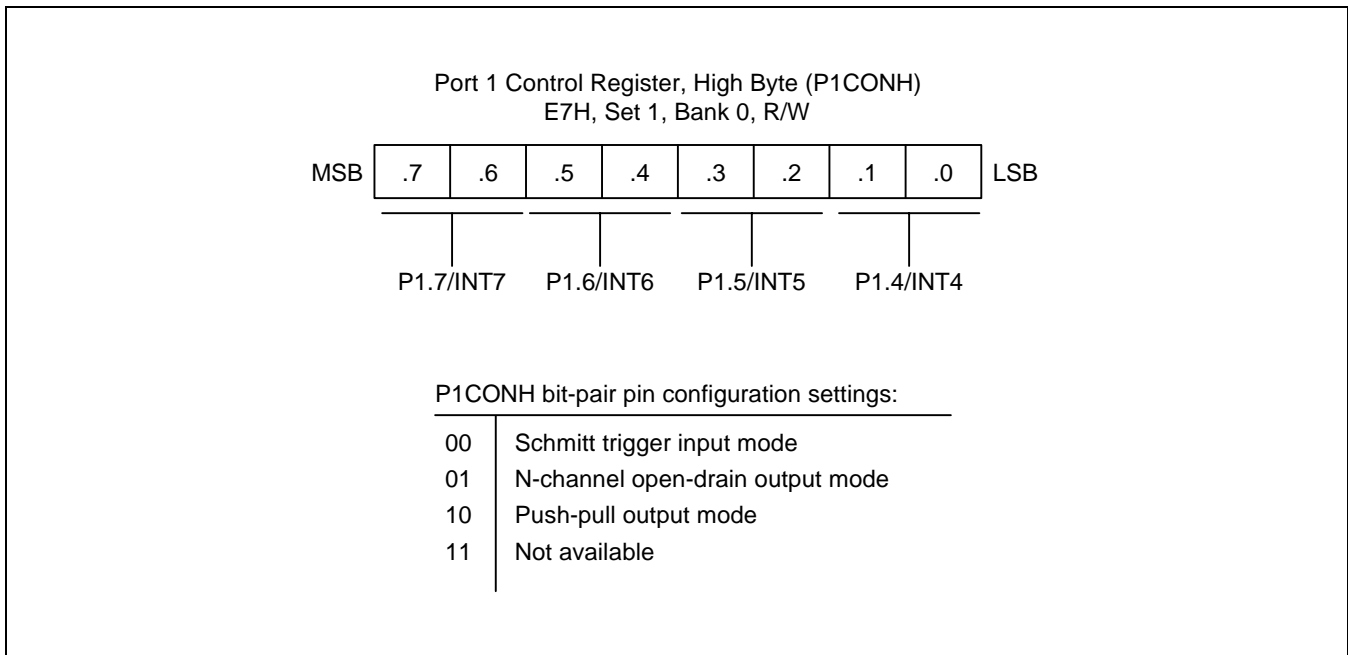 Port 1 Control Register, High Byte (P1CONH)
E7H, Set 1, Bank 0, R/W
MSB .7 .6 .5 .4 .3 .2 .1 .0 LSB
P1.7/INT7 P1.6/INT6 P1.5/INT5 P1.4/INT4
P1CONH bit-pair pin configuration settings:
00 Schmitt trigger input mode
01 N-channel open-drain output mode
10 Push-pull output mode
11 Not available